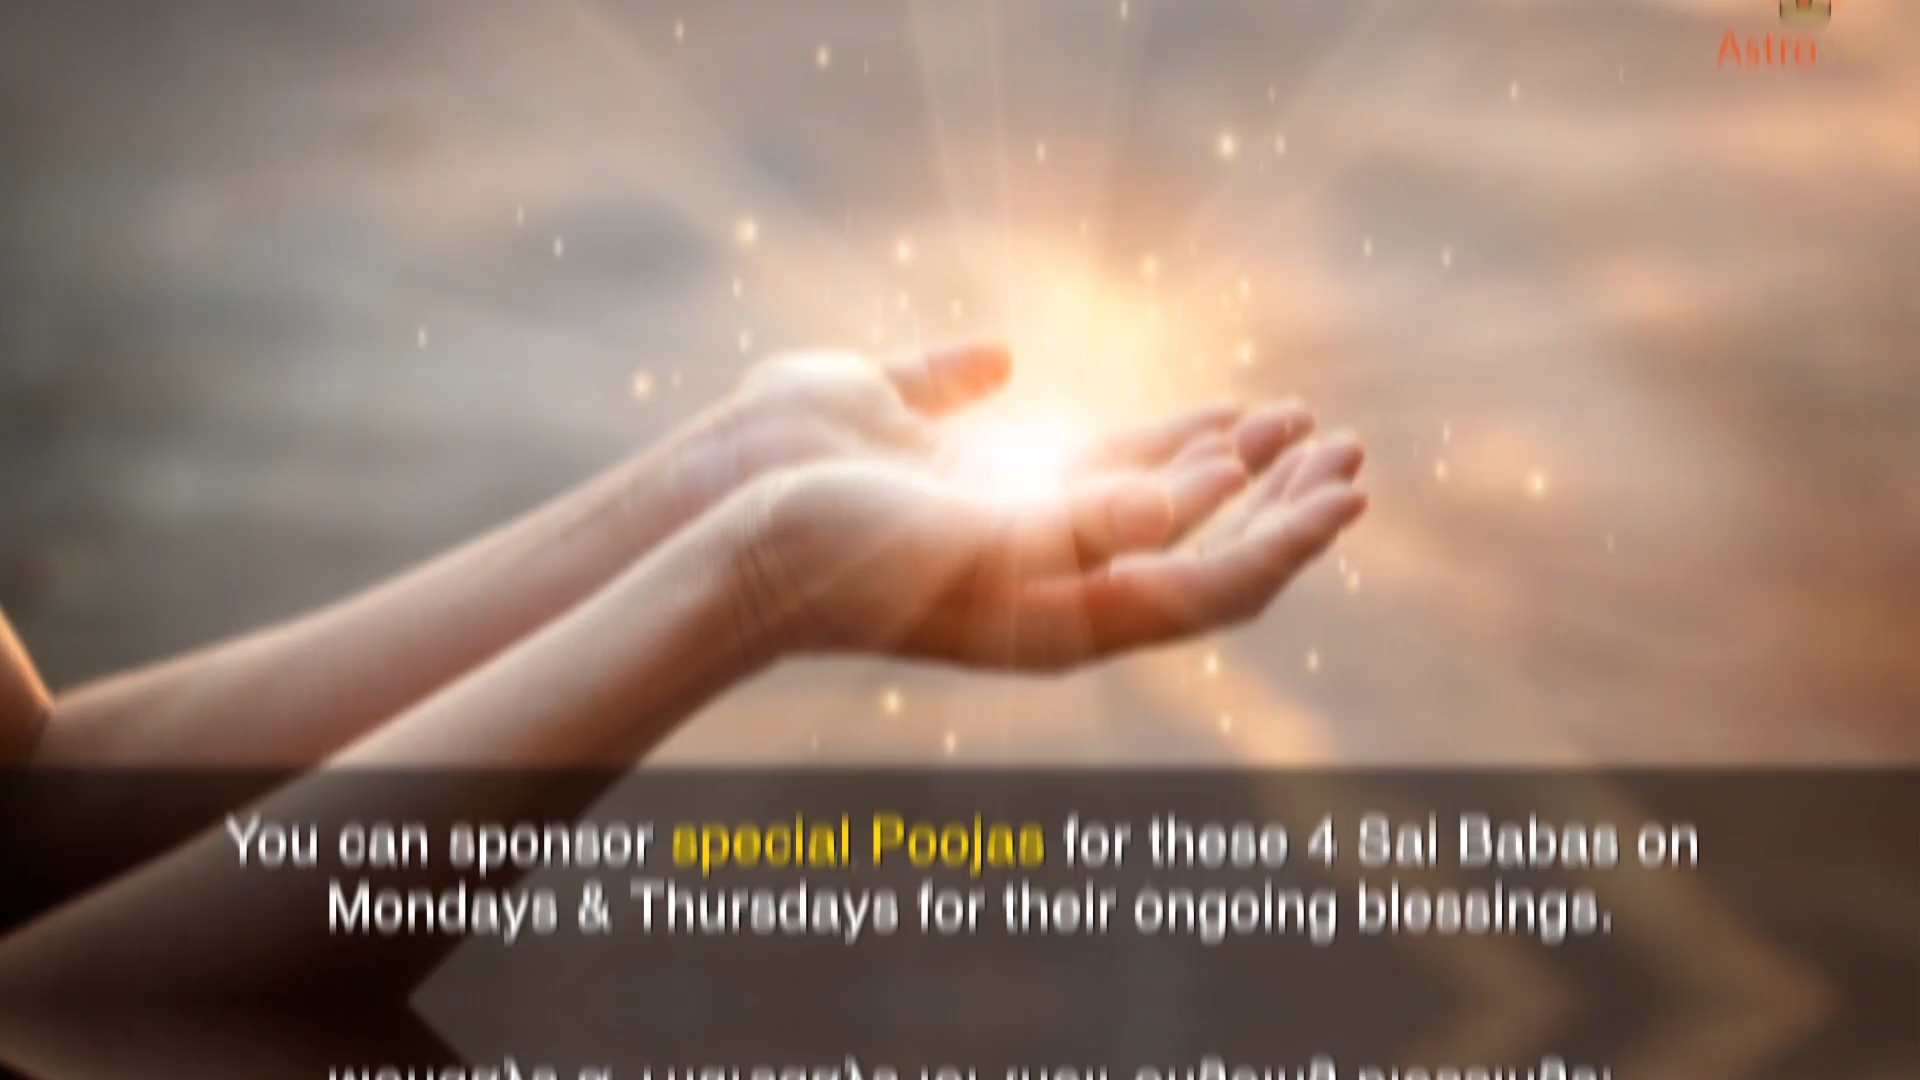 Astro
You can sponsor special Poojas for these 4 Sai Babas on
Mondays & Thursdays for their ongoing blessings.